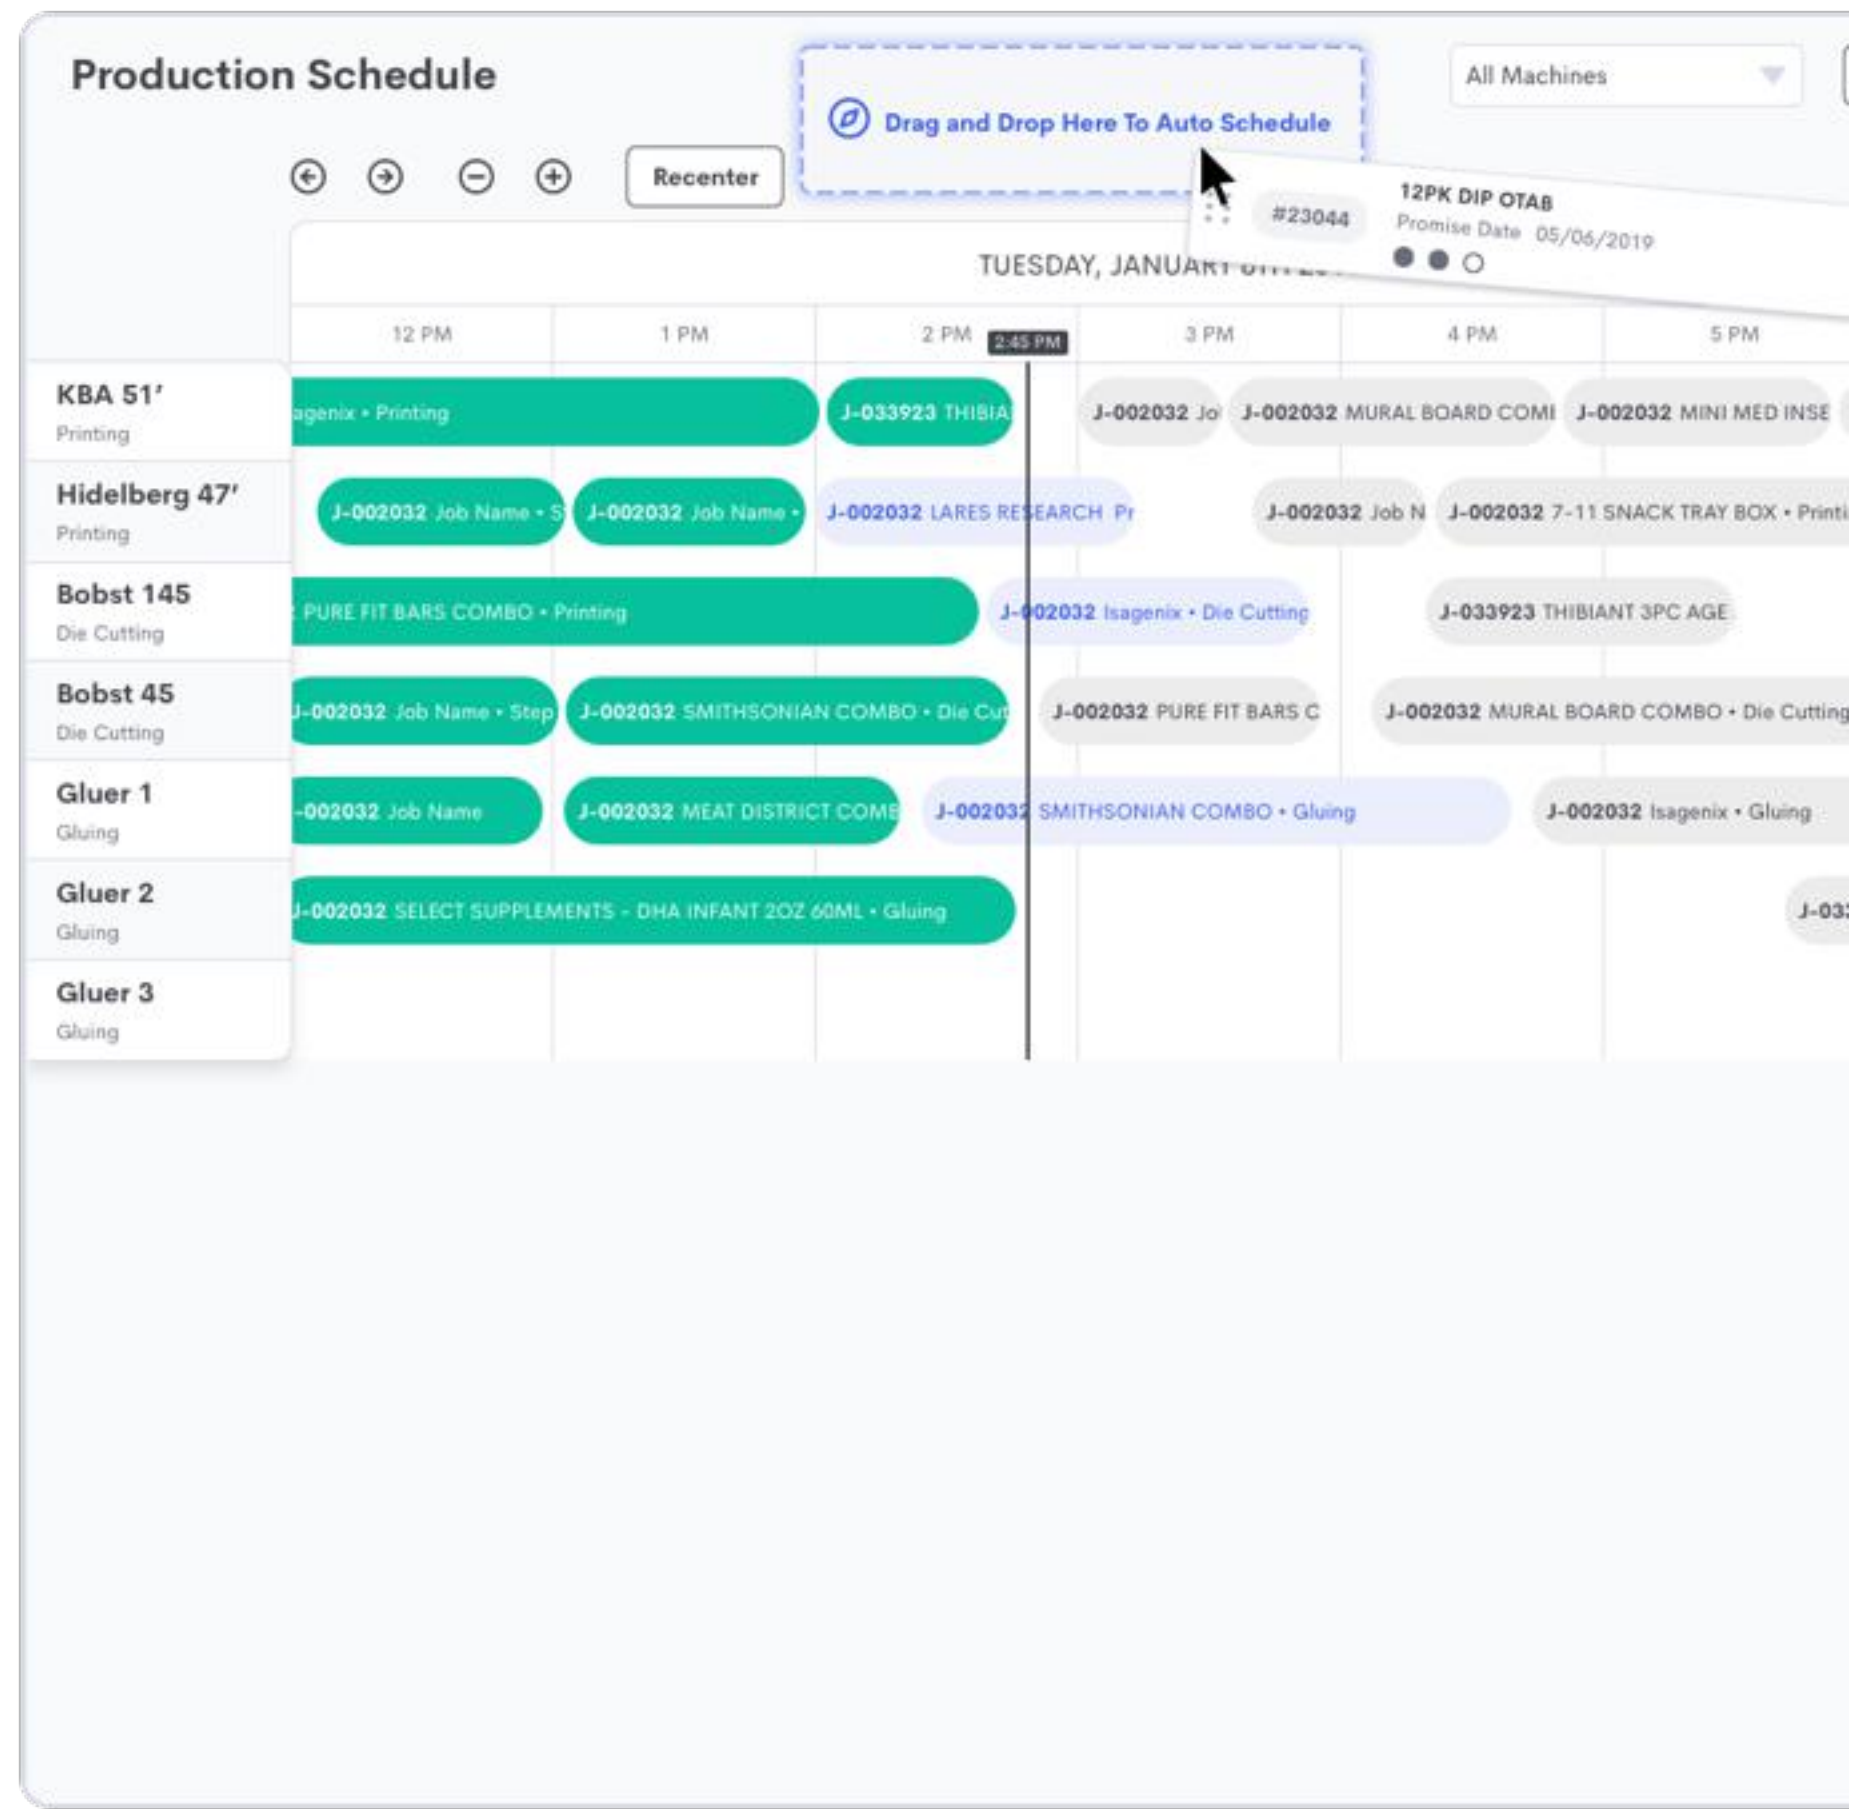 Production Schedule
Drag and Drop Here To Auto Schedule
All Machines
Recenter
#23044
12PK DIP OTAB
Promise Date 05/06/2019
TUESDAY, JANUARY
12 PM 1 PM 2 PM 2:45 PM 3 PM 4 PM 5 PM
KBA 51'
Printing
agenix • Printing
J-033923 THIBIA
J-002032 Jo
J-002032 MURAL BOARD COM
J-002032 MINI MED INSE
Hidelberg 47'
Printing
J-002032 Job Name • S
J-002032 Job Name •
J-002032 LARES RESEARCH Pr
J-002032 Job N
J-002032 7-11 SNACK TRAY BOX • Printi
Bobst 145
Die Cutting
PURE FIT BARS COMBO • Printing
J-002032 Isagenix • Die Cutting
J-033923 THIBIANT 3PC AGE
Bobst 45
Die Cutting
J-002032 Job Name • Step
J-002032 SMITHSONIAN COMBO • Die Cut
J-002032 PURE FIT BARS C
J-002032 MURAL BOARD COMBO • Die Cutting
Gluer 1
Gluing
-002032 Job Name
J-002032 MEAT DISTRICT COMB
J-002032 SMITHSONIAN COMBO • Gluing
J-002032 Isagenix • Gluing
Gluer 2
Gluing
J-002032 SELECT SUPPLEMENTS - DHA INFANT 2OZ 60ML • Gluing
J-03
Gluer 3
Gluing